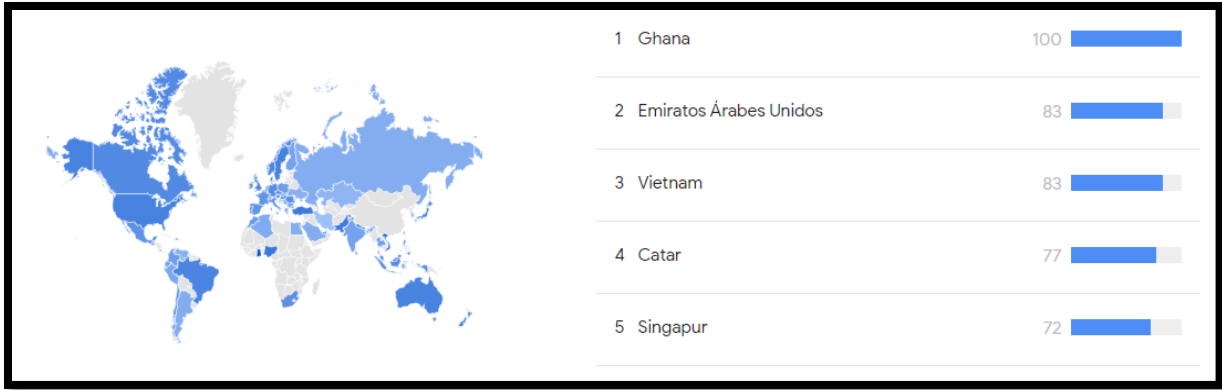 1 Ghana 100
2 Emiratos Árabes Unidos 83
3 Vietnam 83
4 Catar 77
5 Singapur 72